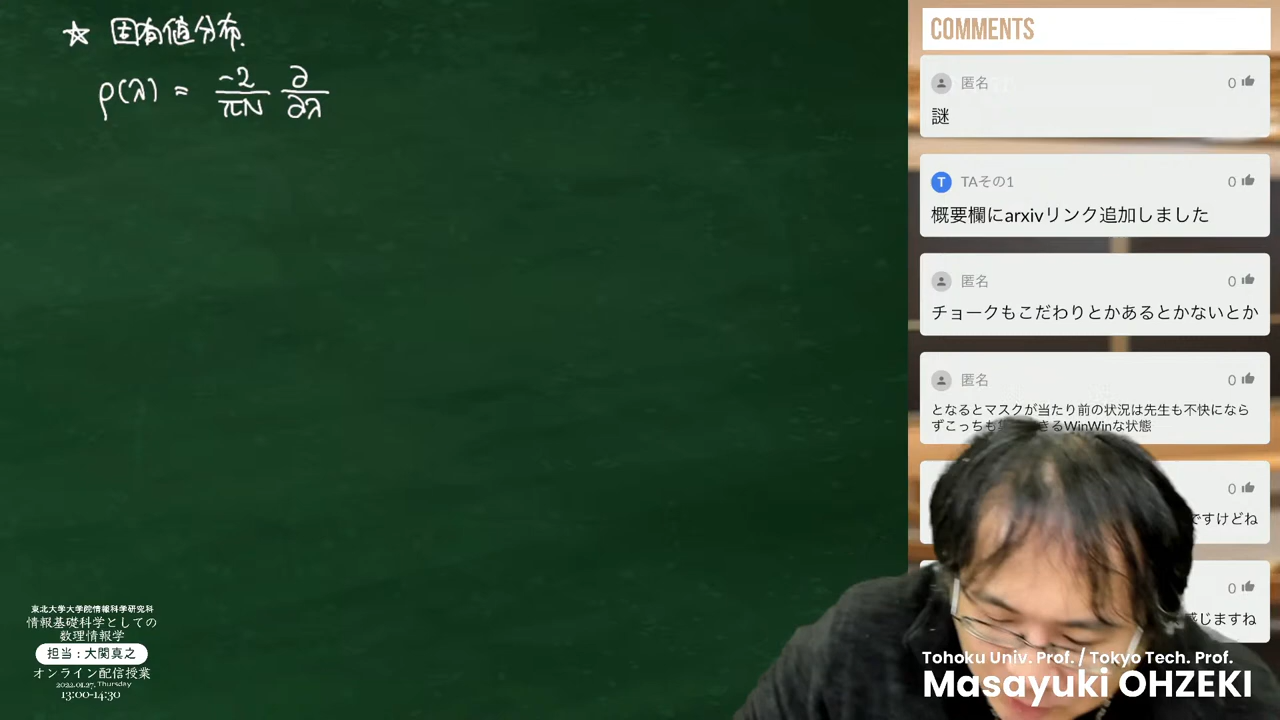 ☆ 固有値分布.
ρ(λ) = -2/πN ∂/∂λ
COMMENTS
匿名 0
謎
T TAその1 0
概要欄にarxivリンク追加しました
匿名 0
チョークもこだわりとかあるとかないとか
匿名 0
となるとマスクが当たり前の状況は先生も不快になら
ずこっちも きるWinWinな状態
0
ですけどね
0
感じますね
東北大学大学院情報科学研究科
情報基礎科学としての
数理情報学
担当:大関真之
オンライン配信授業
2022.01.27, Thursday
13:00-14:30
Tohoku Univ. Prof. / Tokyo Tech. Prof.
Masayuki OHZEKI